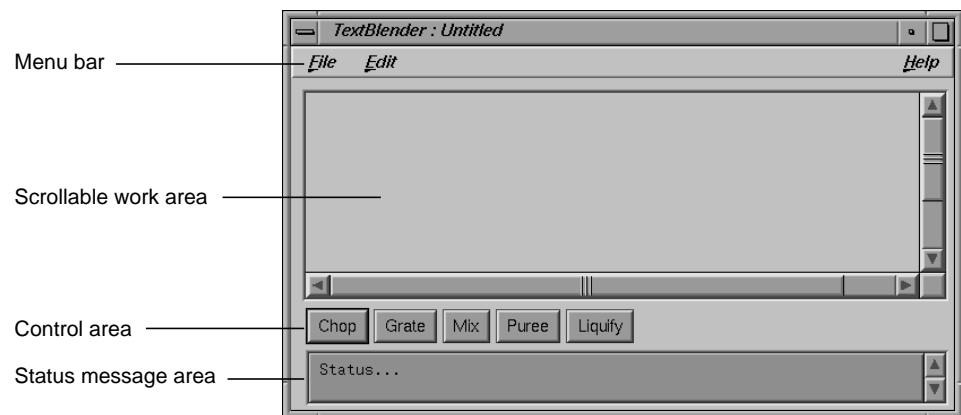 TextBlender : Untitled
Menu bar
File Edit Help
Scrollable work area
Control area
Chop Grate Mix Puree Liquify
Status message area
Status...